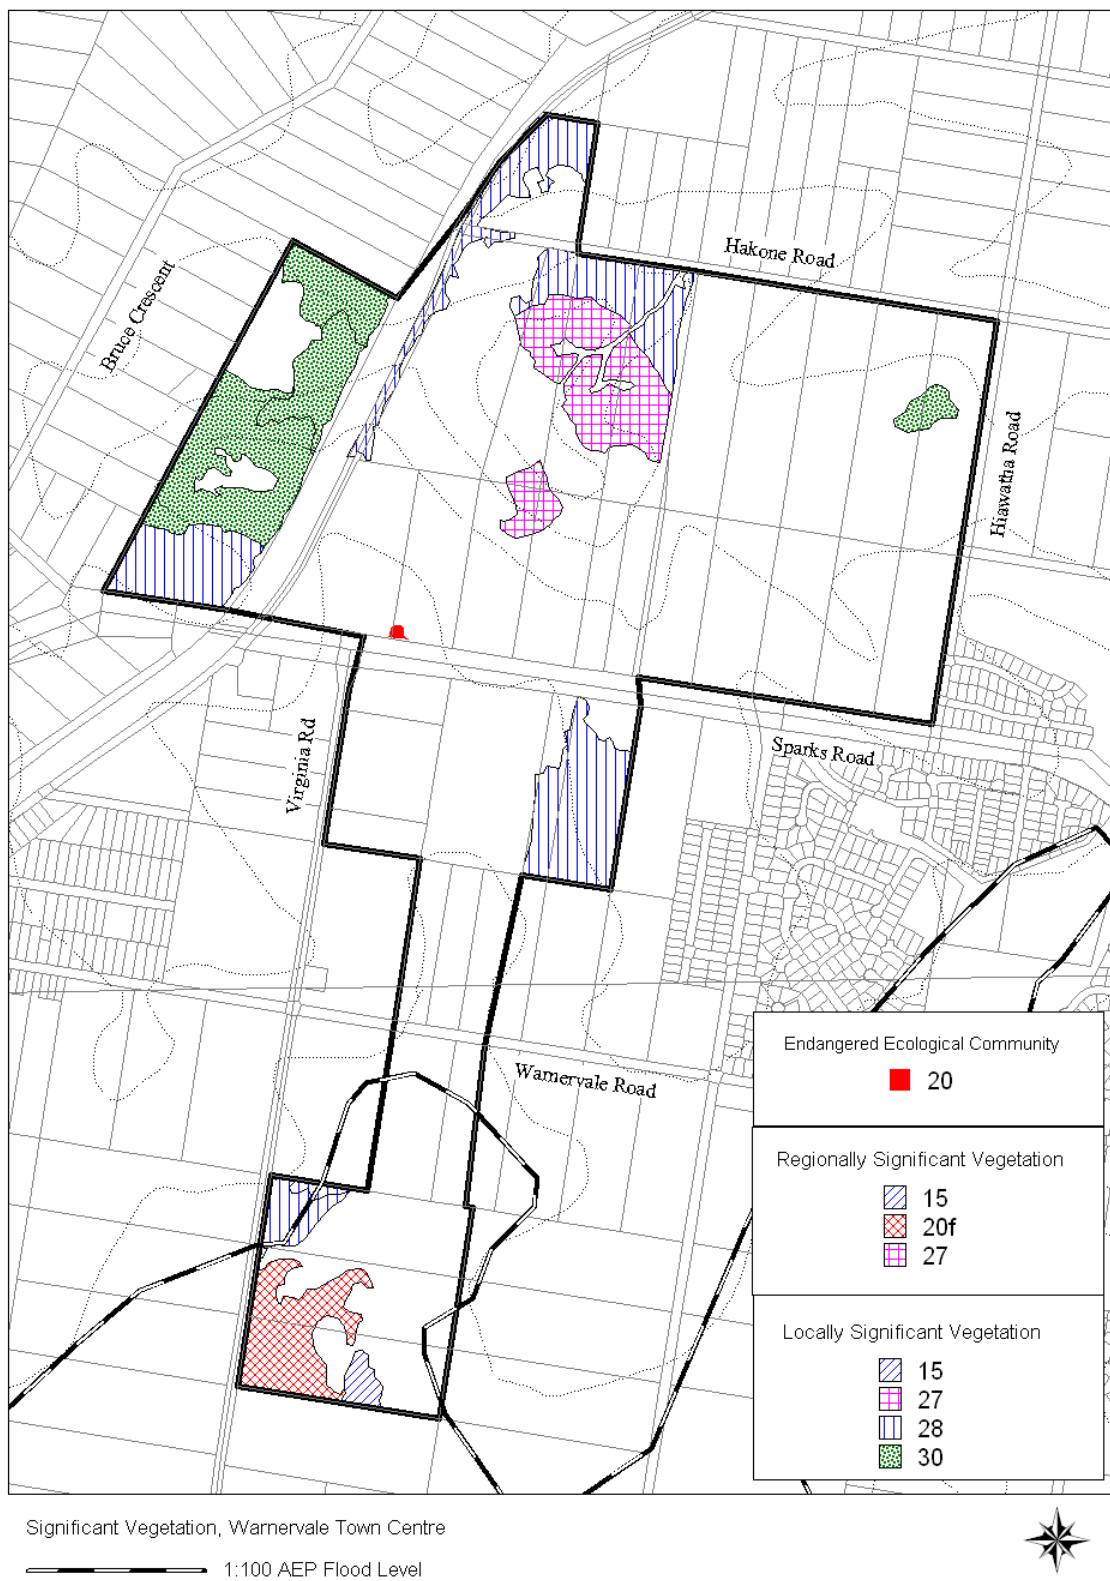 Hakone Road
Bruce Crescent
Hiawatha Road
Virginia Rd
Sparks Road
Warnervale Road
Endangered Ecological Community
20
Regionally Significant Vegetation
15
20f
27
Locally Significant Vegetation
15
27
28
30
Significant Vegetation, Warnervale Town Centre
1:100 AEP Flood Level